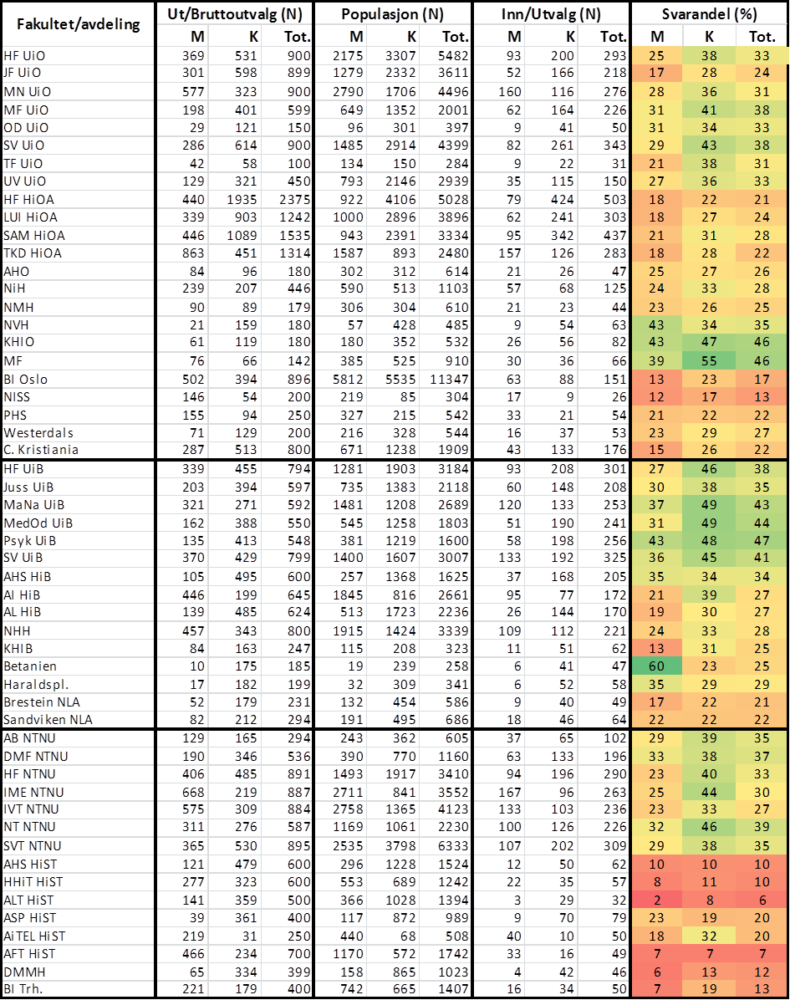 Fakultet/avdeling Ut/Bruttoutvalg (N) Populasjon (N) Inn/Utvalg (N) Svarandel (%)
M K Tot. M K Tot. M K Tot. M K Tot.
HF UiO 369 531 900 2175 3307 5482 93 200 293 25 38 33
JF UiO 301 598 899 1279 2332 3611 52 166 218 17 28 24
MN UiO 577 323 900 2790 1706 4496 160 116 276 28 36 31
MF UiO 198 401 599 649 1352 2001 62 164 226 31 41 38
OD UiO 29 121 150 96 301 397 9 41 50 31 34 33
SV UiO 286 614 900 1485 2914 4399 82 261 343 29 43 38
TF UiO 42 58 100 134 150 284 9 22 31 21 38 31
UV UiO 129 321 450 793 2146 2939 35 115 150 27 36 33
HF HiOA 440 1935 2375 922 4106 5028 79 424 503 18 22 21
LUI HiOA 339 903 1242 1000 2896 3896 62 241 303 18 27 24
SAM HiOA 446 1089 1535 943 2391 3334 95 342 437 21 31 28
TKD HiOA 863 451 1314 1587 893 2480 157 126 283 18 28 22
AHO 84 96 180 302 312 614 21 26 47 25 27 26
NiH 239 207 446 590 513 1103 57 68 125 24 33 28
NMH 90 89 179 306 304 610 21 23 44 23 26 25
NVH 21 159 180 57 428 485 9 54 63 43 34 35
KHIO 61 119 180 180 352 532 26 56 82 43 47 46
MF 76 66 142 385 525 910 30 36 66 39 55 46
BI Oslo 502 394 896 5812 5535 11347 63 88 151 13 23 17
NISS 146 54 200 219 85 304 17 9 26 12 17 13
PHS 155 94 250 327 215 542 33 21 54 21 22 22
Westerdals 71 129 200 216 328 544 16 37 53 23 29 27
C. Kristiania 287 513 800 671 1238 1909 43 133 176 15 26 22
HF UiB 339 455 794 1281 1903 3184 93 208 301 27 46 38
Juss UiB 203 394 597 735 1383 2118 60 148 208 30 38 35
MaNa UiB 321 271 592 1481 1208 2689 120 133 253 37 49 43
MedOd UiB 162 388 550 545 1258 1803 51 190 241 31 49 44
Psyk UiB 135 413 548 381 1219 1600 58 198 256 43 48 47
SV UiB 370 429 799 1400 1607 3007 133 192 325 36 45 41
AHS HiB 105 495 600 257 1368 1625 37 168 205 35 34 34
AI HiB 446 199 645 1845 816 2661 95 77 172 21 39 27
AL HiB 139 485 624 513 1723 2236 26 144 170 19 30 27
NHH 457 343 800 1915 1424 3339 109 112 221 24 33 28
KHIB 84 163 247 115 208 323 11 51 62 13 31 25
Betanien 10 175 185 19 239 258 6 41 47 60 23 25
Haraldspl. 17 182 199 32 309 341 6 52 58 35 29 29
Brestein NLA 52 179 231 132 454 586 9 40 49 17 22 21
Sandviken NLA 82 212 294 191 495 686 18 46 64 22 22 22
AB NTNU 129 165 294 243 362 605 37 65 102 29 39 35
DMF NTNU 190 346 536 390 770 1160 63 133 196 33 38 37
HF NTNU 406 485 891 1493 1917 3410 94 196 290 23 40 33
IME NTNU 668 219 887 2711 841 3552 167 96 263 25 44 30
IVT NTNU 575 309 884 2758 1365 4123 133 103 236 23 33 27
NT NTNU 311 276 587 1169 1061 2230 100 126 226 32 46 39
SVT NTNU 365 530 895 2535 3798 6333 107 202 309 29 38 35
AHS HiST 121 479 600 296 1228 1524 12 50 62 10 10 10
HHiT HiST 277 323 600 553 689 1242 22 35 57 8 11 10
ALT HiST 141 359 500 366 1028 1394 3 29 32 2 8 6
ASP HiST 39 361 400 117 872 989 9 70 79 23 19 20
AiTEL HiST 219 31 250 440 68 508 40 10 50 18 32 20
AFT HiST 466 234 700 1170 572 1742 33 16 49 7 7 7
DMMH 65 334 399 158 865 1023 4 42 46 6 13 12
BI Trh. 221 179 400 742 665 1407 16 34 50 7 19 13